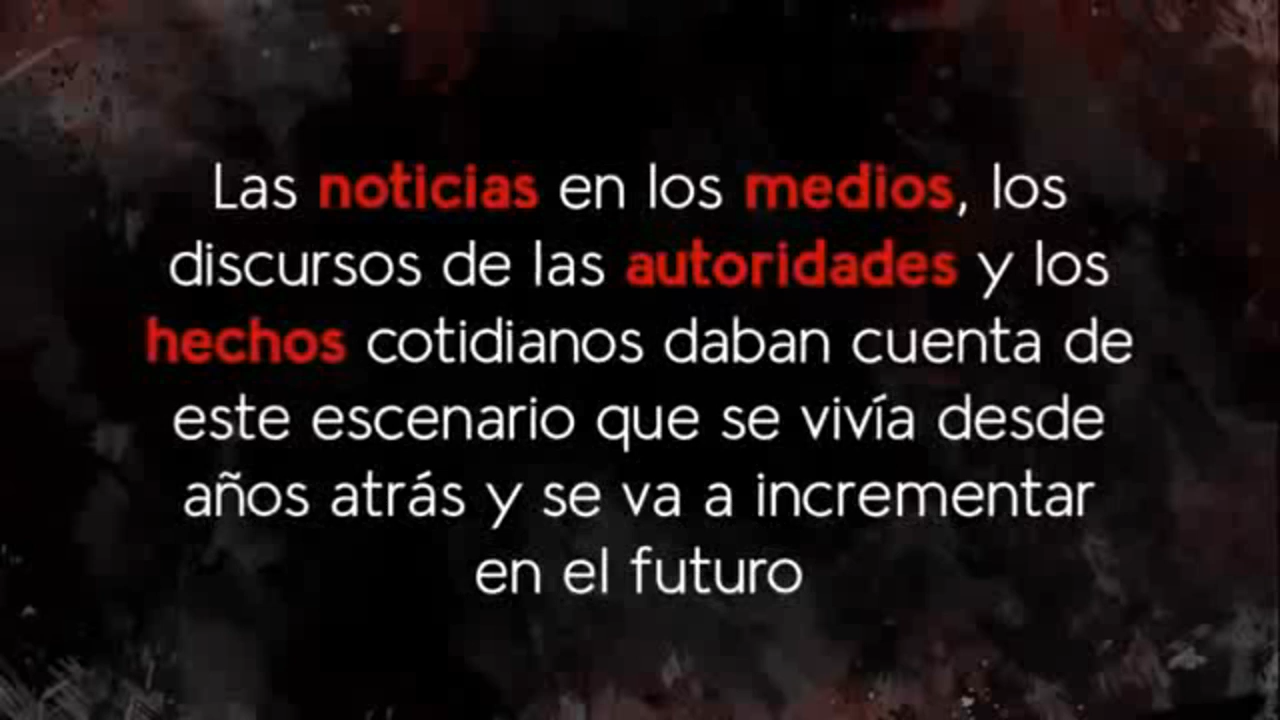 Las noticias en los medios, los
discursos de las autoridades y los
hechos cotidianos daban cuenta de
este escenario que se vivía desde
años atrás y se va a incrementar
en el futuro